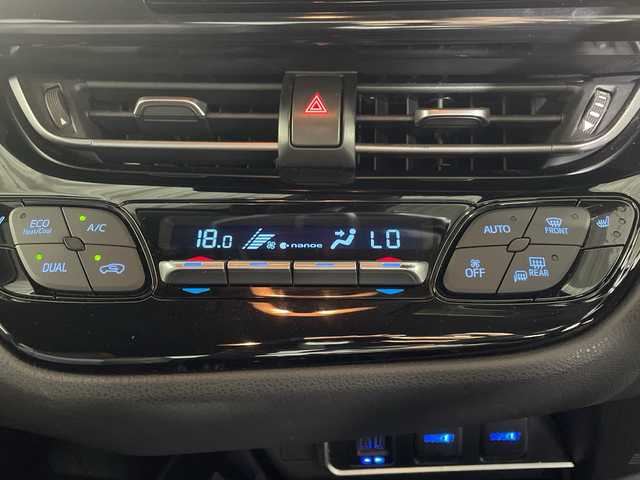 ECO
Heat/Cool
A/C
DUAL
18.0 nanoe LO
AUTO
FRONT
OFF
REAR